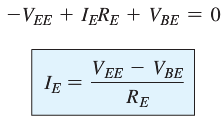 −V_EE + I_E R_E + V_BE = 0
I_E = (V_EE − V_BE) / R_E